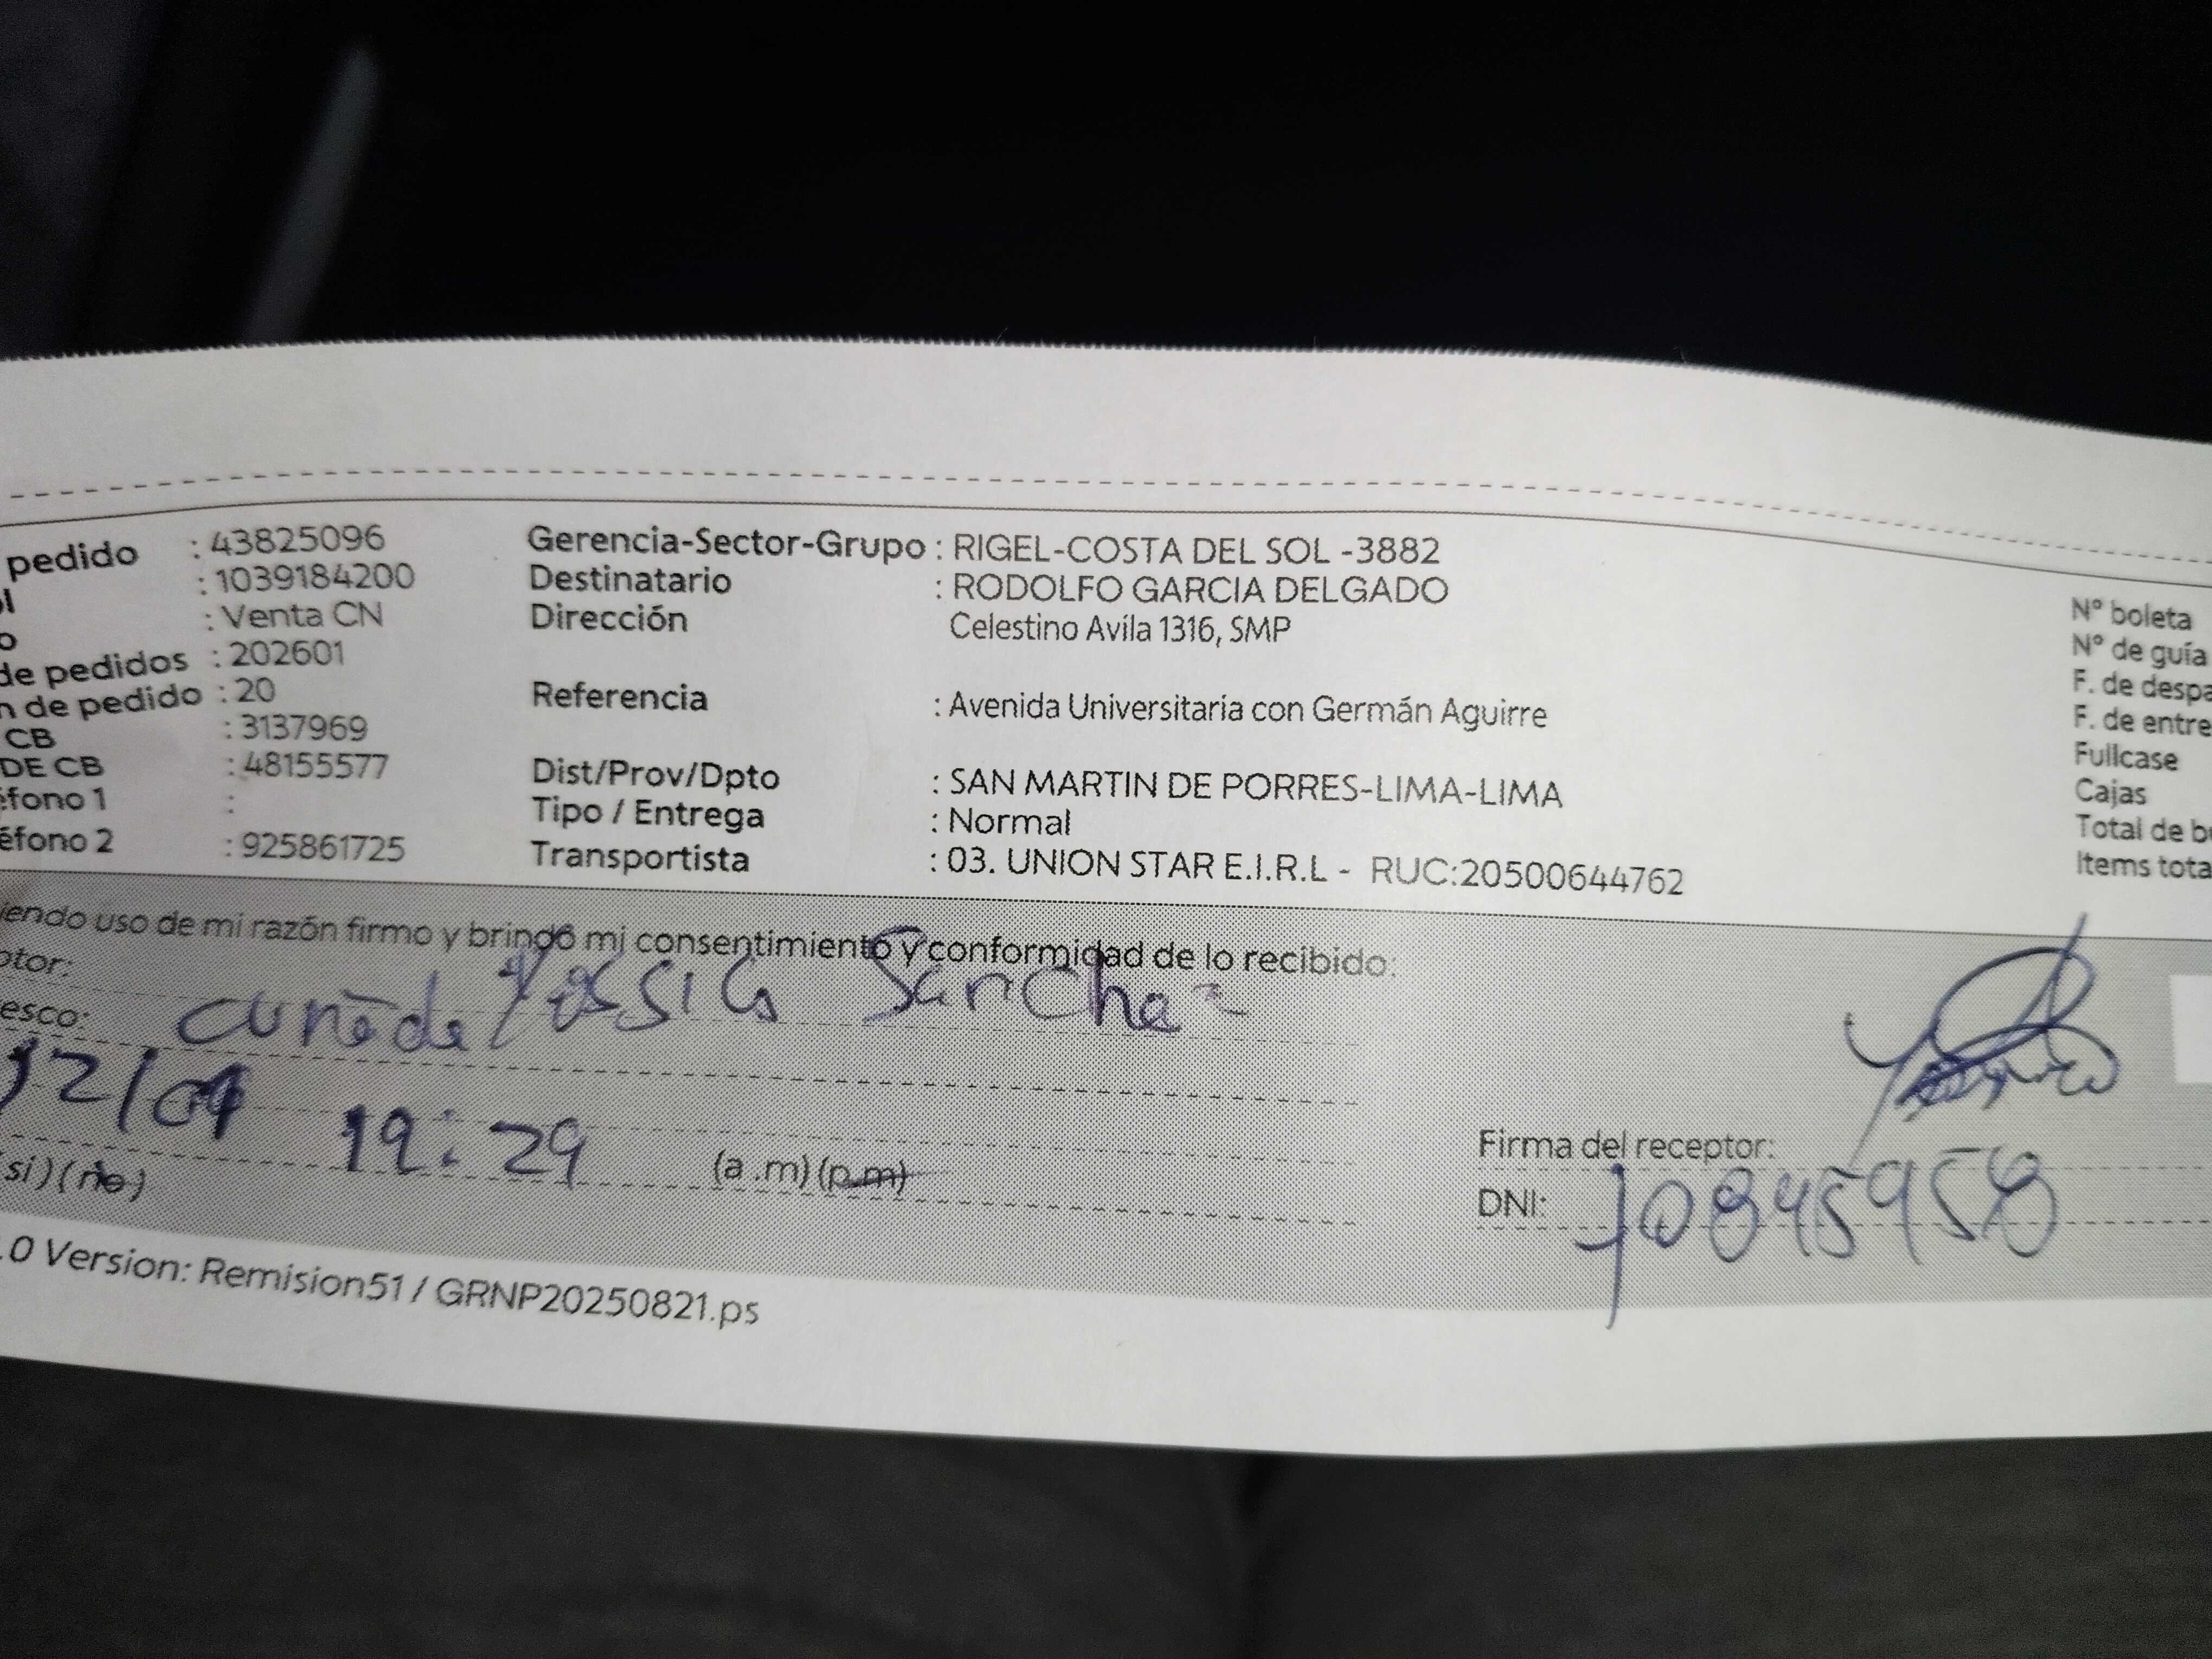 pedido : 43825096 Gerencia-Sector-Grupo : RIGEL-COSTA DEL SOL -3882
: 1039184200 Destinatario : RODOLFO GARCIA DELGADO
: Venta CN Dirección Celestino Avila 1316, SMP
de pedidos : 202601
de pedido : 20 Referencia : Avenida Universitaria con Germán Aguirre
CB : 3137969
DE CB : 48155577 Dist/Prov/Dpto : SAN MARTIN DE PORRES-LIMA-LIMA
éfono 1 : Tipo / Entrega : Normal
éfono 2 : 925861725 Transportista : 03. UNION STAR E.I.R.L - RUC:20500644762
N° boleta
N° de guía
F. de despa
F. de entre
Fullcase
Cajas
Total de b
Items tota
iendo uso de mi razón firmo y bringo mi consentimiento y conformidad de lo recibido:
ptor: Sanchez
esco:
12/01 19:29 (a .m) (p.m)
si) (no)
Firma del receptor:
DNI: 10845958
.0 Version: Remision51 / GRNP20250821.ps